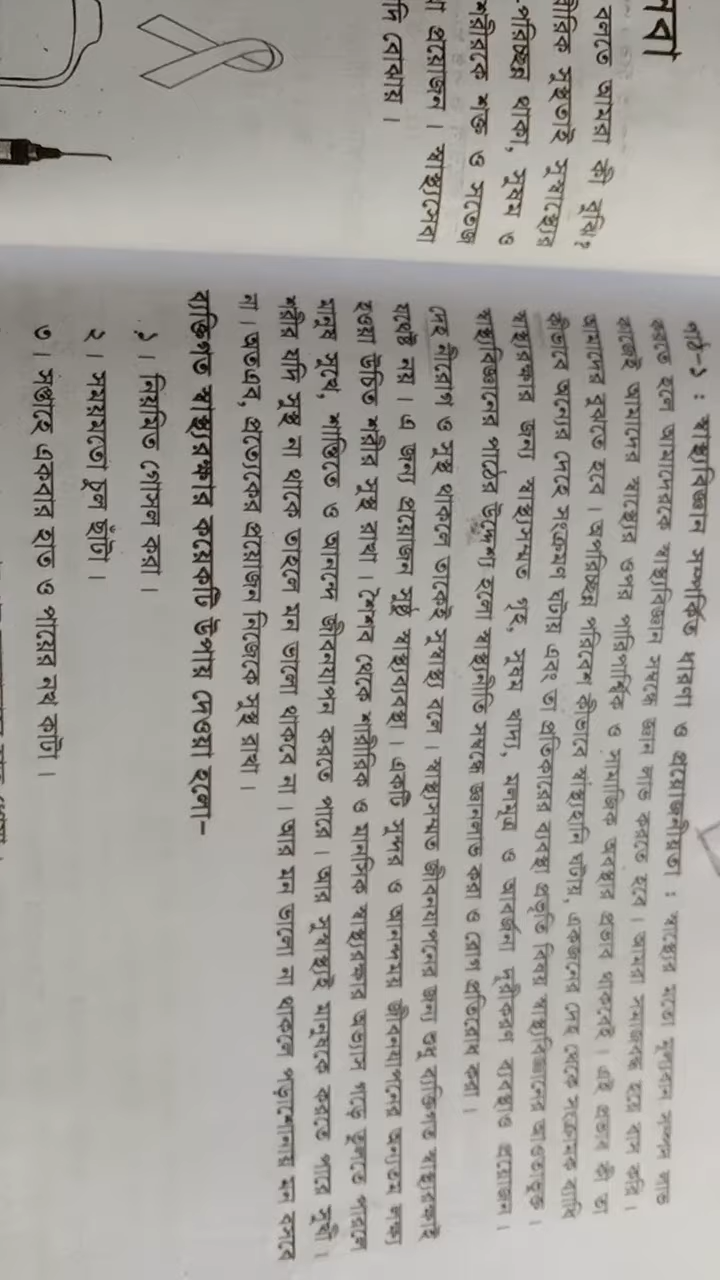 সেবা
বলতে আমরা কী বুঝি?
রিক সুস্থতাই সুস্বাস্থ্যের
পরিচ্ছন্ন থাকা, সুষম ও
শরীরকে শক্ত ও সতেজ
প্রয়োজন। স্বাস্থ্যসেবা
দি বোঝায়।
পাঠ-১ : স্বাস্থ্যবিজ্ঞান সম্পর্কিত ধারণা ও প্রয়োজনীয়তা : স্বাস্থ্যের মতো মূল্যবান সম্পদ লাভ
করতে হলে আমাদেরকে স্বাস্থ্যবিজ্ঞান সম্বন্ধে জ্ঞান লাভ করতে হবে। আমরা সমাজবদ্ধ হয়ে বাস করি।
কাজেই আমাদের স্বাস্থ্যের ওপর পারিপার্শ্বিক ও সামাজিক অবস্থার প্রভাব থাকবেই। এই প্রভাব কী তা
আমাদের বুঝতে হবে। অপরিচ্ছন্ন পরিবেশ কীভাবে স্বাস্থ্যহানি ঘটায়, একজনের দেহ থেকে সংক্রামক ব্যাধি
কীভাবে অন্যের দেহে সংক্রমণ ঘটায় এবং তা প্রতিকারের ব্যবস্থা প্রভৃতি বিষয় স্বাস্থ্যবিজ্ঞানের আওতাভুক্ত।
স্বাস্থ্যরক্ষার জন্য স্বাস্থ্যসম্মত গৃহ, সুষম খাদ্য, মলমূত্র ও আবর্জনা দূরীকরণ ব্যবস্থাও প্রয়োজন।
স্বাস্থ্যবিজ্ঞানের পাঠের উদ্দেশ্য হলো স্বাস্থ্যনীতি সম্বন্ধে জ্ঞানলাভ করা ও রোগ প্রতিরোধ করা।
দেহ নীরোগ ও সুস্থ থাকলে তাকেই সুস্বাস্থ্য বলে। স্বাস্থ্যসম্মত জীবনযাপনের জন্য শুধু ব্যক্তিগত স্বাস্থ্যরক্ষাই
যথেষ্ট নয়। এ জন্য প্রয়োজন সুষ্ঠু স্বাস্থ্যব্যবস্থা। একটি সুন্দর ও আনন্দময় জীবনযাপনের অন্যতম লক্ষ্য
হওয়া উচিত শরীর সুস্থ রাখা। শৈশব থেকে শারীরিক ও মানসিক স্বাস্থ্যরক্ষার অভ্যাস গড়ে তুলতে পারলে
মানুষ সুখে, শান্তিতে ও আনন্দে জীবনযাপন করতে পারে। আর সুস্বাস্থ্যই মানুষকে করতে পারে সুখী।
শরীর যদি সুস্থ না থাকে তাহলে মন ভালো থাকবে না। আর মন ভালো না থাকলে পড়াশোনায় মন বসবে
না। অতএব, প্রত্যেকের প্রয়োজন নিজেকে সুস্থ রাখা।
ব্যক্তিগত স্বাস্থ্যরক্ষার কয়েকটি উপায় দেওয়া হলো–
১। নিয়মিত গোসল করা।
২। সময়মতো চুল ছাঁটা।
৩। সপ্তাহে একবার হাত ও পায়ের নখ কাটা।